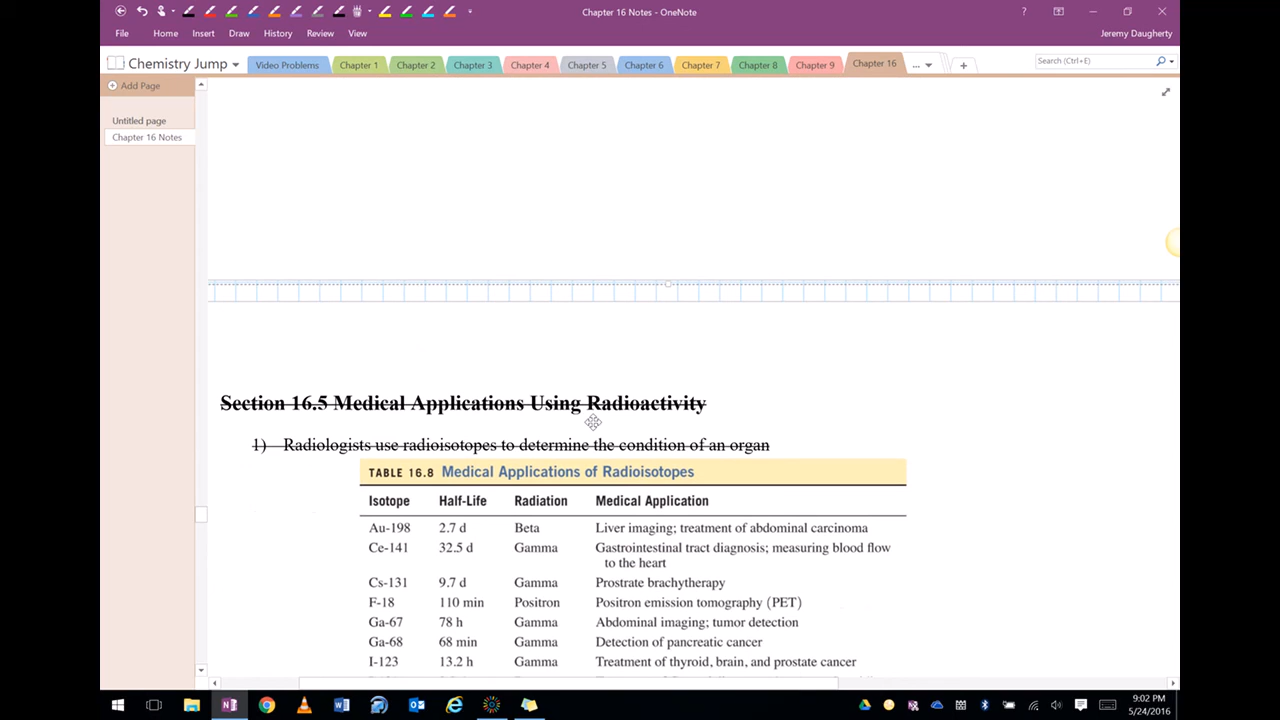 Chapter 16 Notes - OneNote
File Home Insert Draw History Review View
Jeremy Daugherty
Chemistry Jump
Video Problems Chapter 1 Chapter 2 Chapter 3 Chapter 4 Chapter 5 Chapter 6 Chapter 7 Chapter 8 Chapter 9 Chapter 16 ...
Search (Ctrl+E)
Add Page
Untitled page
Chapter 16 Notes
Section 16.5 Medical Applications Using Radioactivity
1) Radiologists use radioisotopes to determine the condition of an organ
TABLE 16.8 Medical Applications of Radioisotopes
Isotope Half-Life Radiation Medical Application
Au-198 2.7 d Beta Liver imaging; treatment of abdominal carcinoma
Ce-141 32.5 d Gamma Gastrointestinal tract diagnosis; measuring blood flow
to the heart
Cs-131 9.7 d Gamma Prostrate brachytherapy
F-18 110 min Positron Positron emission tomography (PET)
Ga-67 78 h Gamma Abdominal imaging; tumor detection
Ga-68 68 min Gamma Detection of pancreatic cancer
I-123 13.2 h Gamma Treatment of thyroid, brain, and prostate cancer
9:02 PM
5/24/2016